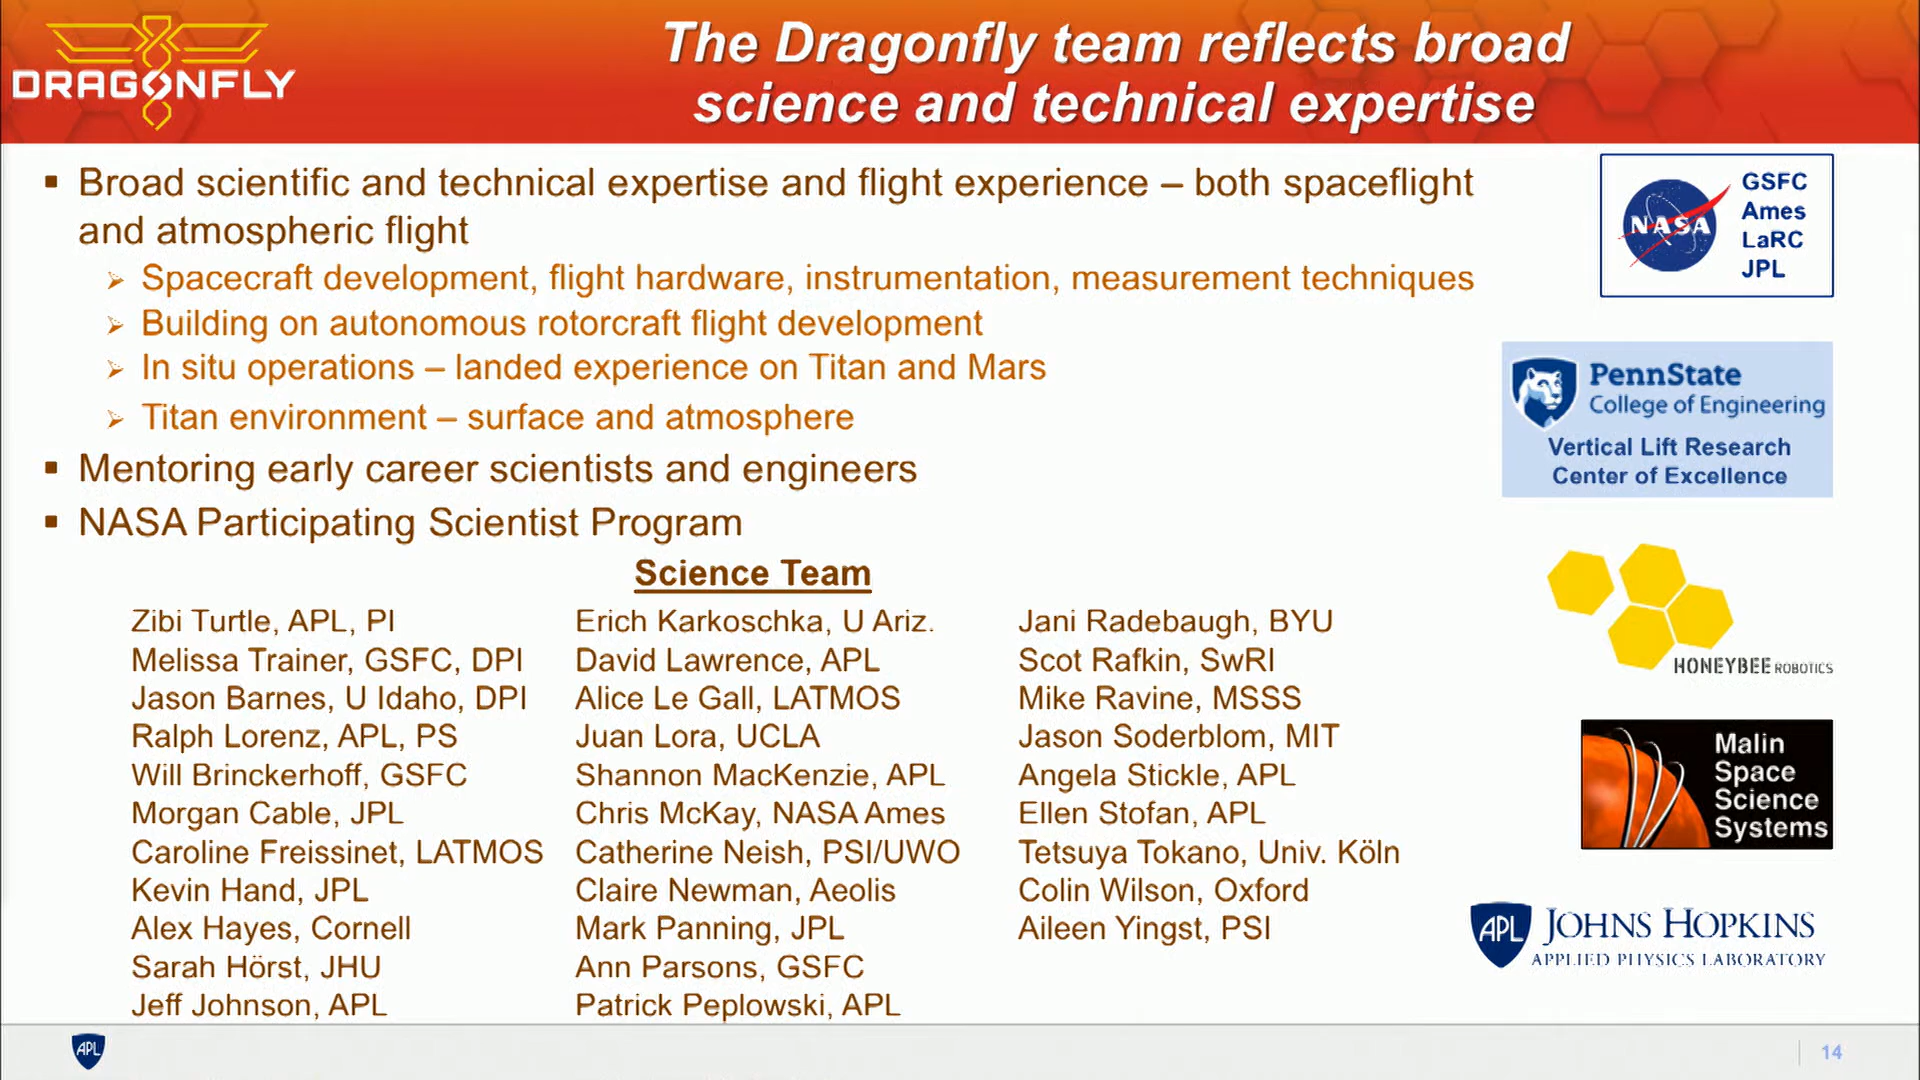 DRAGONFLY
The Dragonfly team reflects broad
science and technical expertise
▪ Broad scientific and technical expertise and flight experience – both spaceflight
and atmospheric flight
➢ Spacecraft development, flight hardware, instrumentation, measurement techniques
➢ Building on autonomous rotorcraft flight development
➢ In situ operations – landed experience on Titan and Mars
➢ Titan environment – surface and atmosphere
▪ Mentoring early career scientists and engineers
▪ NASA Participating Scientist Program
Science Team
Zibi Turtle, APL, PI
Melissa Trainer, GSFC, DPI
Jason Barnes, U Idaho, DPI
Ralph Lorenz, APL, PS
Will Brinckerhoff, GSFC
Morgan Cable, JPL
Caroline Freissinet, LATMOS
Kevin Hand, JPL
Alex Hayes, Cornell
Sarah Hörst, JHU
Jeff Johnson, APL
Erich Karkoschka, U Ariz.
David Lawrence, APL
Alice Le Gall, LATMOS
Juan Lora, UCLA
Shannon MacKenzie, APL
Chris McKay, NASA Ames
Catherine Neish, PSI/UWO
Claire Newman, Aeolis
Mark Panning, JPL
Ann Parsons, GSFC
Patrick Peplowski, APL
Jani Radebaugh, BYU
Scot Rafkin, SwRI
Mike Ravine, MSSS
Jason Soderblom, MIT
Angela Stickle, APL
Ellen Stofan, APL
Tetsuya Tokano, Univ. Köln
Colin Wilson, Oxford
Aileen Yingst, PSI
NASA
GSFC
Ames
LaRC
JPL
PennState
College of Engineering
Vertical Lift Research
Center of Excellence
HONEYBEE ROBOTICS
Malin
Space
Science
Systems
APL
JOHNS HOPKINS
APPLIED PHYSICS LABORATORY
APL
14